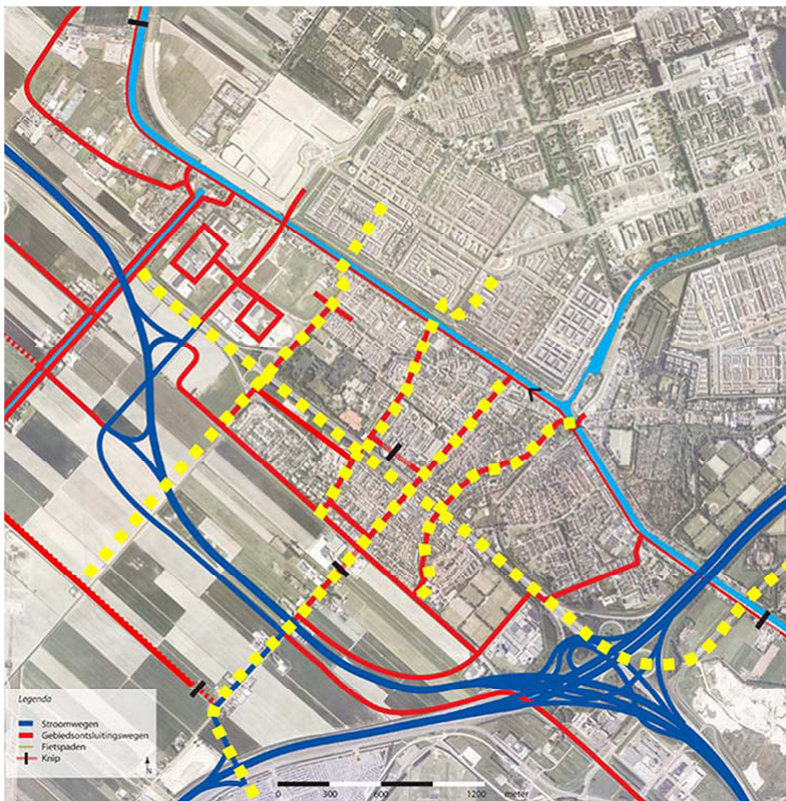 Legenda
Stroomwegen
Gebiedsontsluitingswegen
Fietspaden
Knip
N
0 300 600 1200 meter